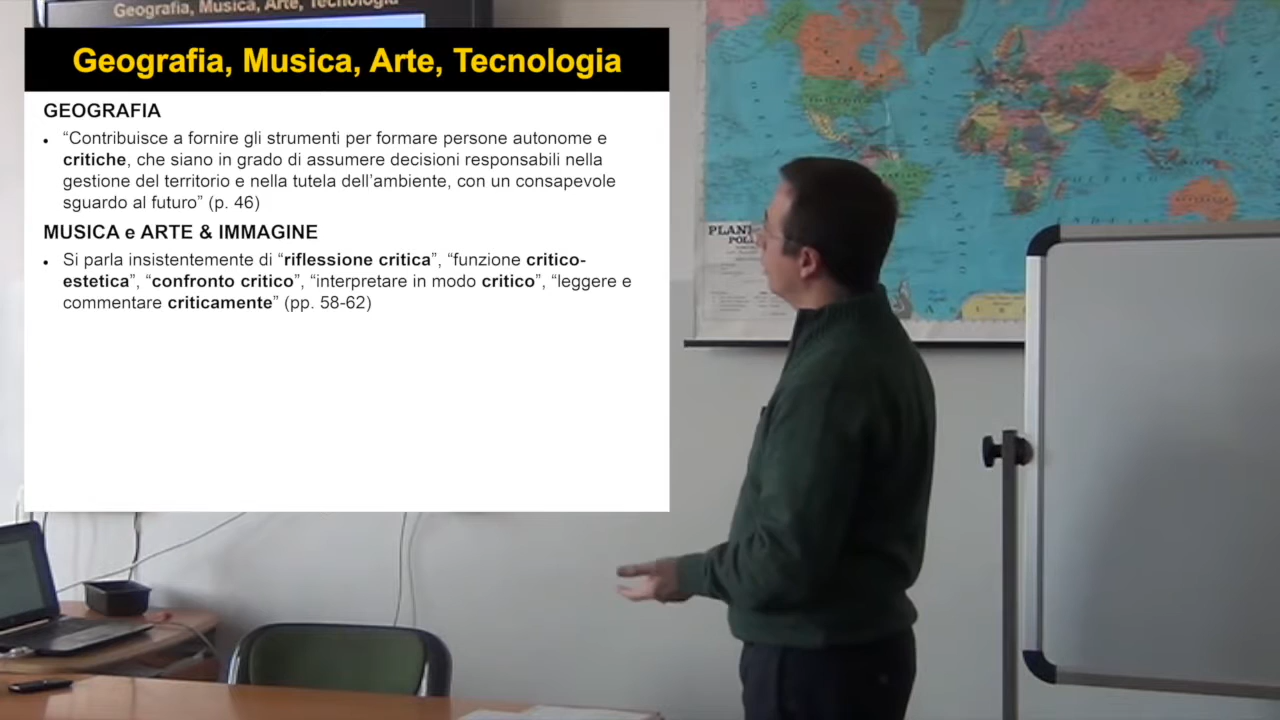 Geografia, Musica, Arte, Tecnologia
Geografia, Musica, Arte, Tecnologia
GEOGRAFIA
• “Contribuisce a fornire gli strumenti per formare persone autonome e
critiche, che siano in grado di assumere decisioni responsabili nella
gestione del territorio e nella tutela dell’ambiente, con un consapevole
sguardo al futuro” (p. 46)
MUSICA e ARTE & IMMAGINE
• Si parla insistentemente di “riflessione critica”, “funzione critico-
estetica”, “confronto critico”, “interpretare in modo critico”, “leggere e
commentare criticamente” (pp. 58-62)